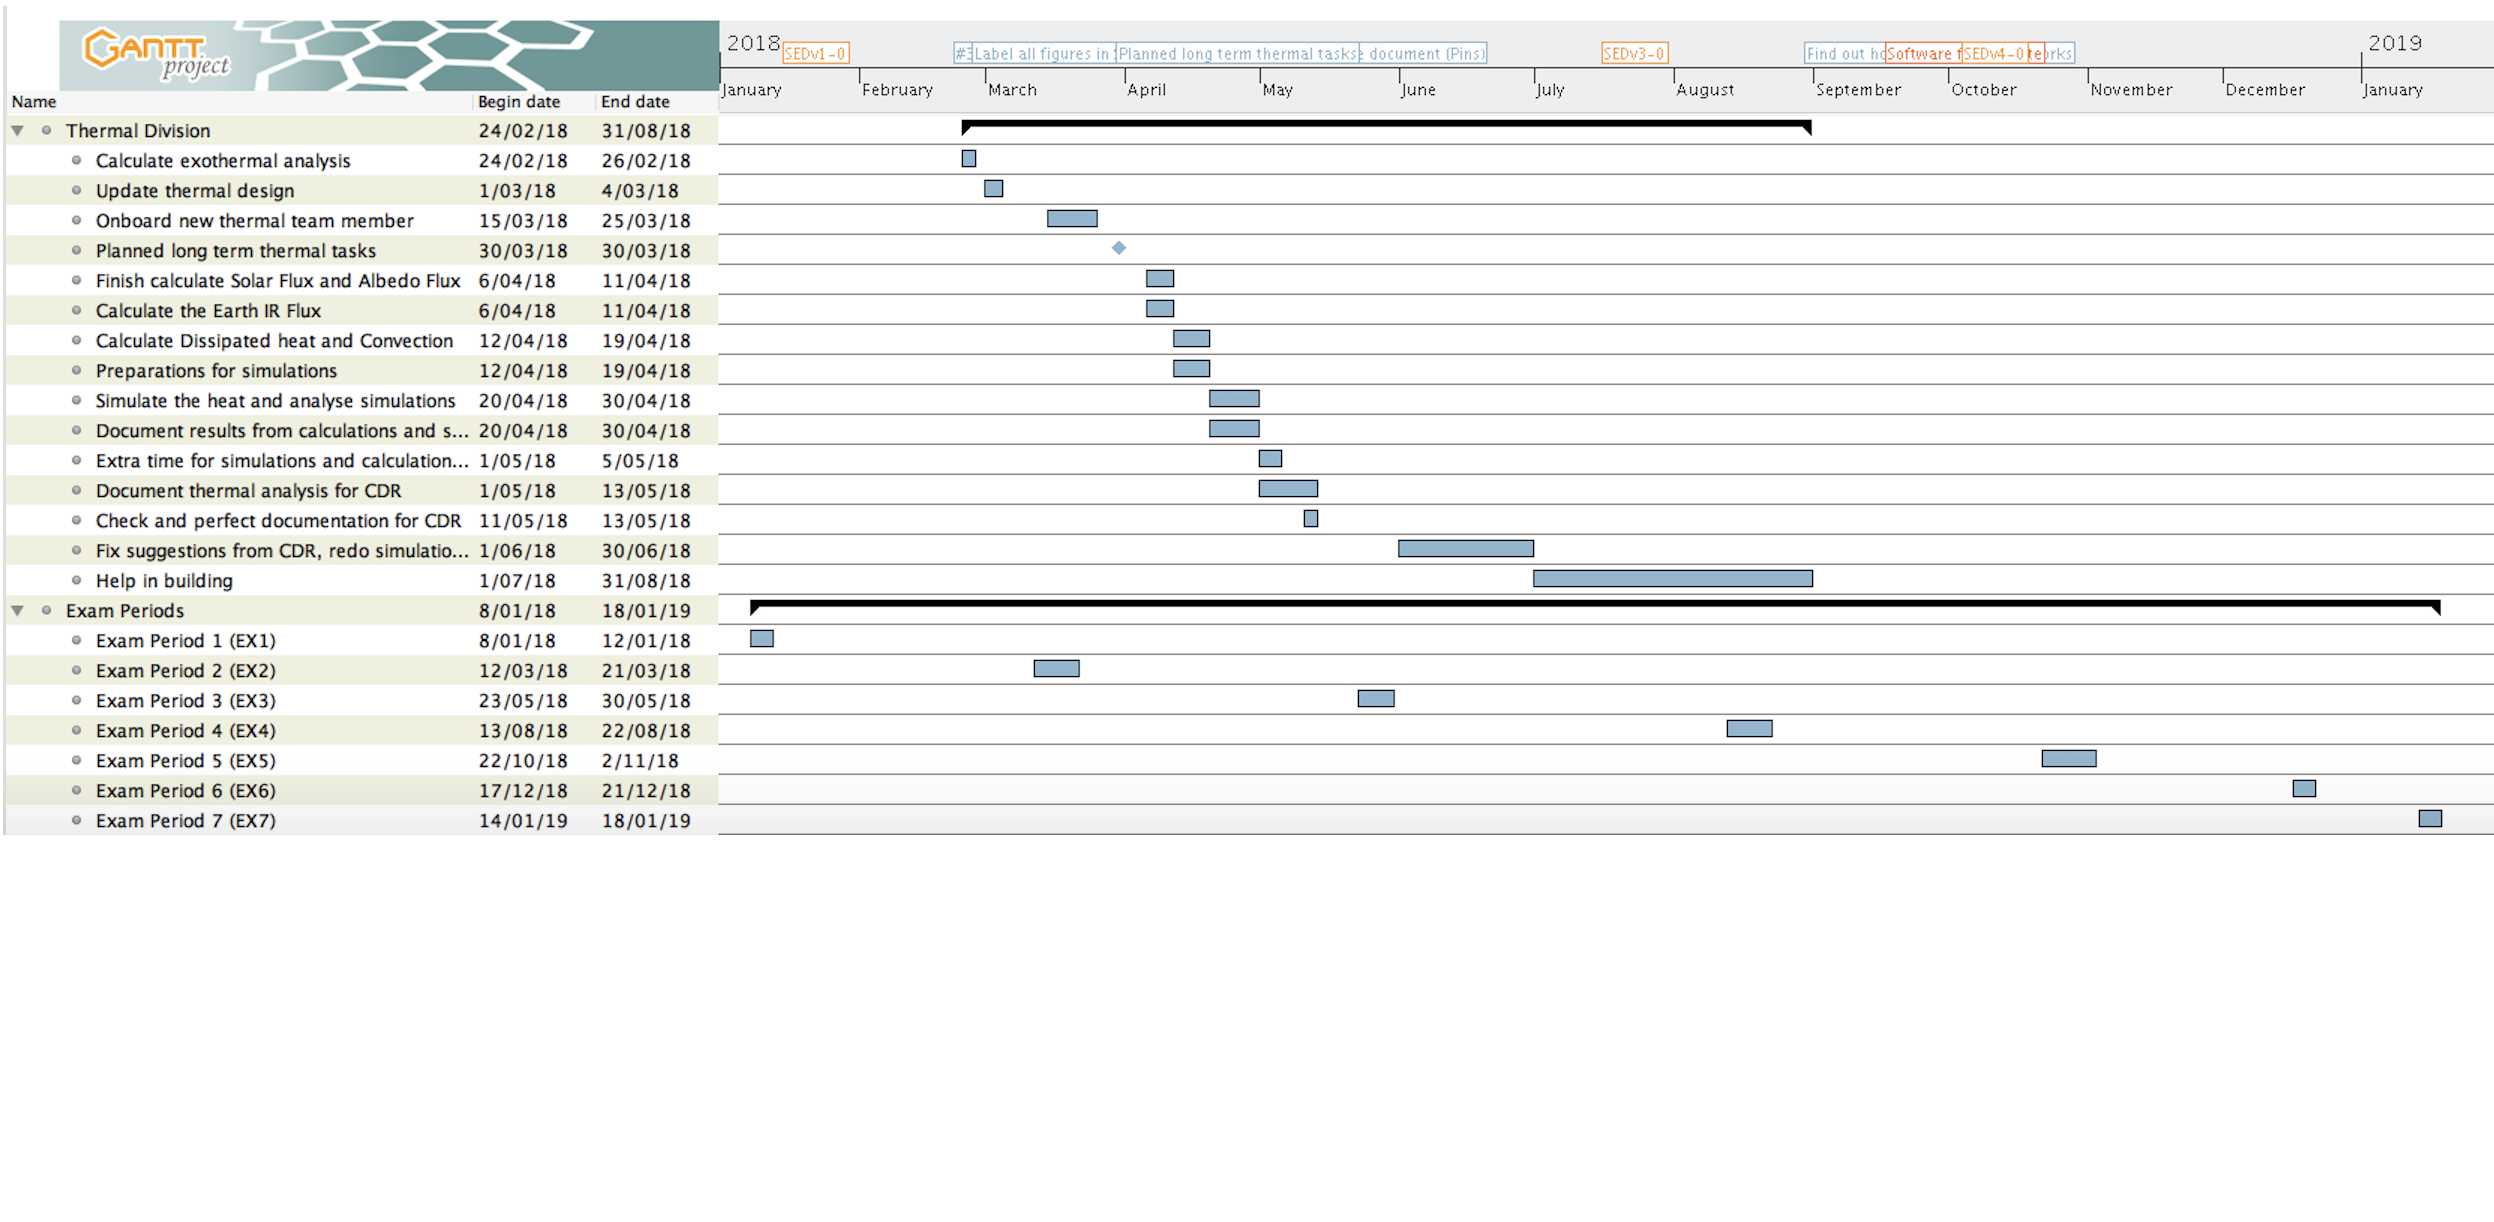 GANTT
project
2018
2019
SEDv1-0
#3
Label all figures in
Planned long term thermal tasks
document (Pins)
SEDv3-0
Find out
Software
SEDv4-0
January February March April May June July August September October November December January
Name Begin date End date
Thermal Division 24/02/18 31/08/18
Calculate exothermal analysis 24/02/18 26/02/18
Update thermal design 1/03/18 4/03/18
Onboard new thermal team member 15/03/18 25/03/18
Planned long term thermal tasks 30/03/18 30/03/18
Finish calculate Solar Flux and Albedo Flux 6/04/18 11/04/18
Calculate the Earth IR Flux 6/04/18 11/04/18
Calculate Dissipated heat and Convection 12/04/18 19/04/18
Preparations for simulations 12/04/18 19/04/18
Simulate the heat and analyse simulations 20/04/18 30/04/18
Document results from calculations and s... 20/04/18 30/04/18
Extra time for simulations and calculation... 1/05/18 5/05/18
Document thermal analysis for CDR 1/05/18 13/05/18
Check and perfect documentation for CDR 11/05/18 13/05/18
Fix suggestions from CDR, redo simulatio... 1/06/18 30/06/18
Help in building 1/07/18 31/08/18
Exam Periods 8/01/18 18/01/19
Exam Period 1 (EX1) 8/01/18 12/01/18
Exam Period 2 (EX2) 12/03/18 21/03/18
Exam Period 3 (EX3) 23/05/18 30/05/18
Exam Period 4 (EX4) 13/08/18 22/08/18
Exam Period 5 (EX5) 22/10/18 2/11/18
Exam Period 6 (EX6) 17/12/18 21/12/18
Exam Period 7 (EX7) 14/01/19 18/01/19